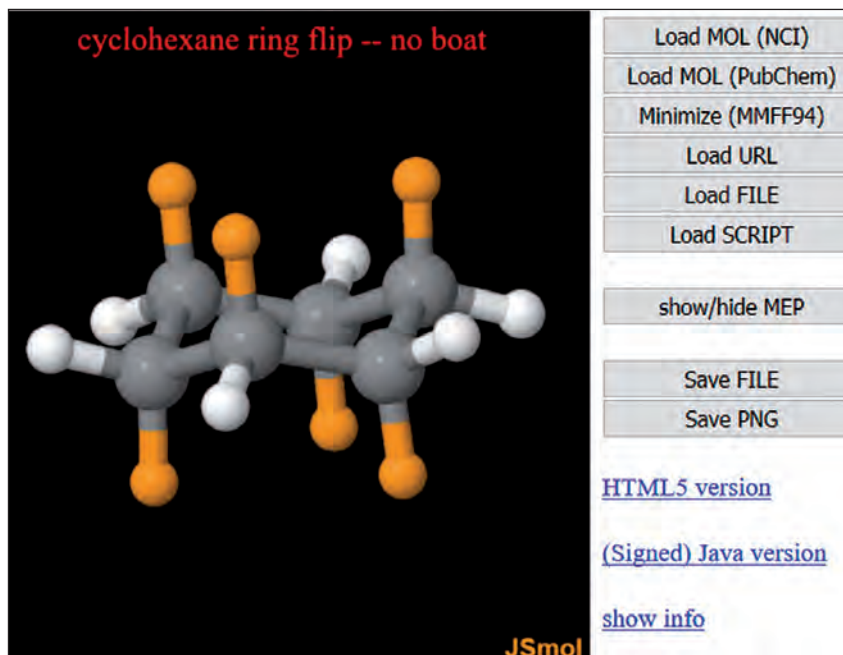 cyclohexane ring flip -- no boat
Load MOL (NCI)
Load MOL (PubChem)
Minimize (MMFF94)
Load URL
Load FILE
Load SCRIPT
show/hide MEP
Save FILE
Save PNG
HTML5 version
(Signed) Java version
show info
JSmol